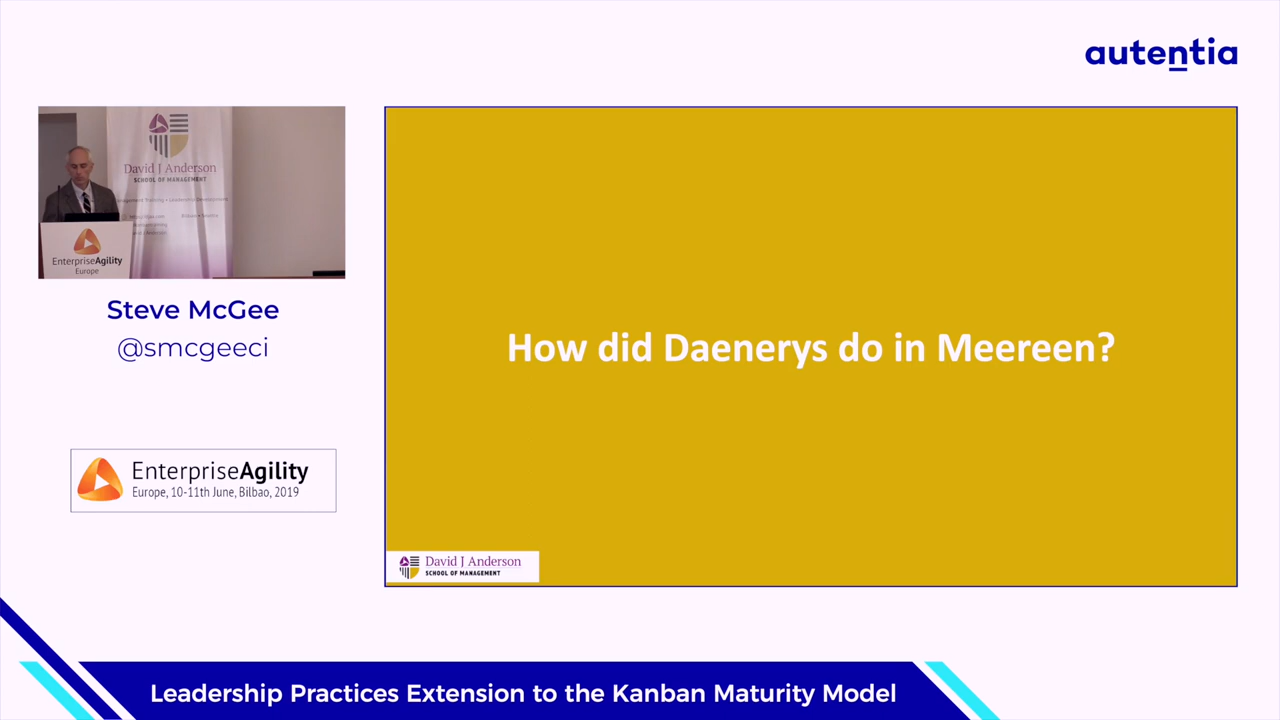 autentia
David J Anderson
SCHOOL OF MANAGEMENT
EnterpriseAgility
Europe
Steve McGee
@smcgeeci
EnterpriseAgility
Europe, 10-11th June, Bilbao, 2019
How did Daenerys do in Meereen?
David J Anderson
SCHOOL OF MANAGEMENT
Leadership Practices Extension to the Kanban Maturity Model